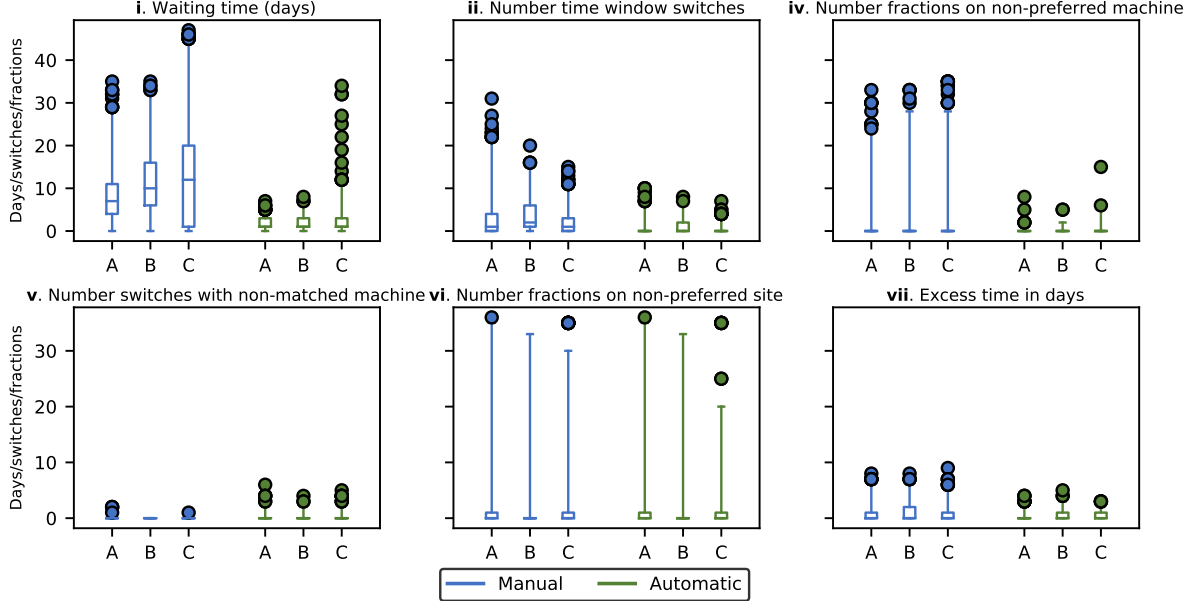 i. Waiting time (days)
ii. Number time window switches
iv. Number fractions on non-preferred machine
Days/switches/fractions
40
30
20
10
0
A B C A B C
A B C A B C
A B C A B C
v. Number switches with non-matched machine
vi. Number fractions on non-preferred site
vii. Excess time in days
Days/switches/fractions
30
20
10
0
A B C A B C
A B C A B C
A B C A B C
Manual
Automatic